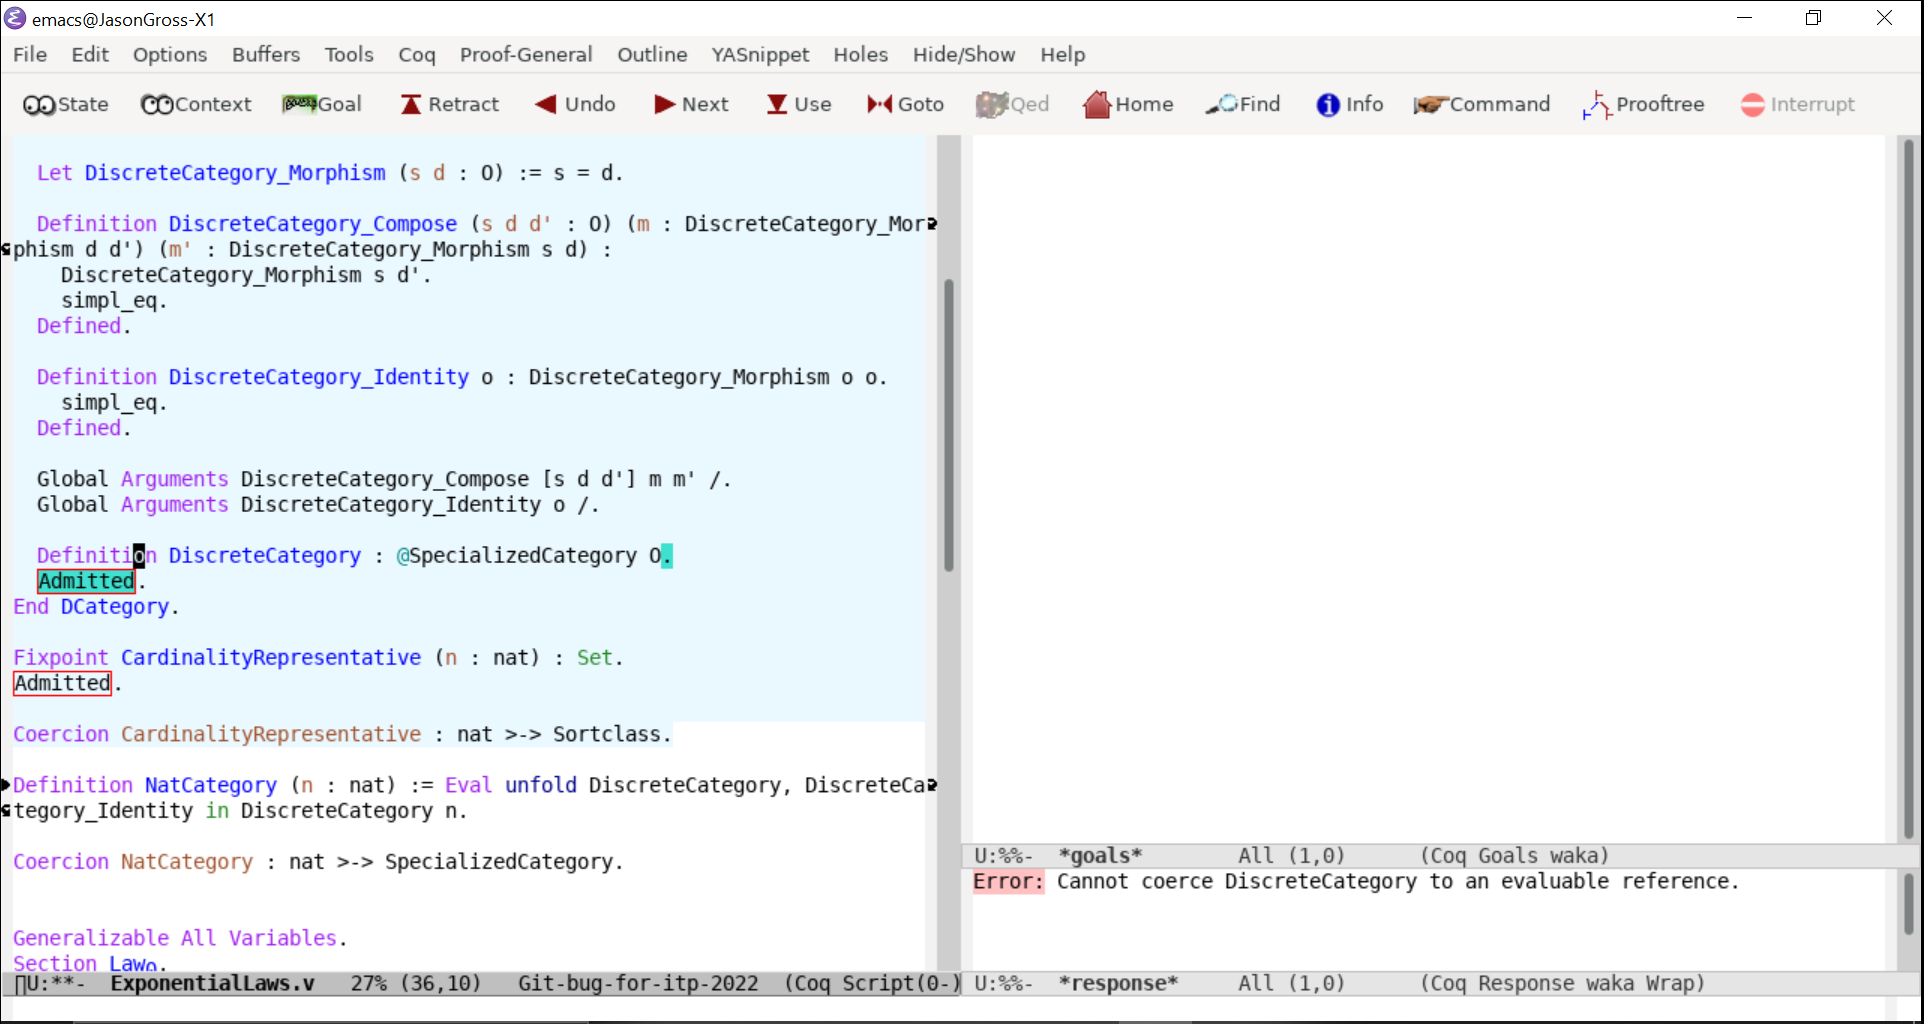 emacs@JasonGross-X1
File Edit Options Buffers Tools Coq Proof-General Outline YASnippet Holes Hide/Show Help
State Context Goal Retract Undo Next Use Goto Qed Home Find Info Command Prooftree Interrupt
Let DiscreteCategory_Morphism (s d : O) := s = d.
Definition DiscreteCategory_Compose (s d d' : O) (m : DiscreteCategory_Mor
phism d d') (m' : DiscreteCategory_Morphism s d) :
DiscreteCategory_Morphism s d'.
simpl_eq.
Defined.
Definition DiscreteCategory_Identity o : DiscreteCategory_Morphism o o.
simpl_eq.
Defined.
Global Arguments DiscreteCategory_Compose [s d d'] m m' /.
Global Arguments DiscreteCategory_Identity o /.
Definition DiscreteCategory : @SpecializedCategory O.
Admitted.
End DCategory.
Fixpoint CardinalityRepresentative (n : nat) : Set.
Admitted.
Coercion CardinalityRepresentative : nat >-> Sortclass.
Definition NatCategory (n : nat) := Eval unfold DiscreteCategory, DiscreteCa
tegory_Identity in DiscreteCategory n.
Coercion NatCategory : nat >-> SpecializedCategory.
Generalizable All Variables.
Section Law0.
U:**- ExponentialLaws.v 27% (36,10) Git-bug-for-itp-2022 (Coq Script(0-)
U:%%- *goals* All (1,0) (Coq Goals waka)
Error: Cannot coerce DiscreteCategory to an evaluable reference.
U:%%- *response* All (1,0) (Coq Response waka Wrap)